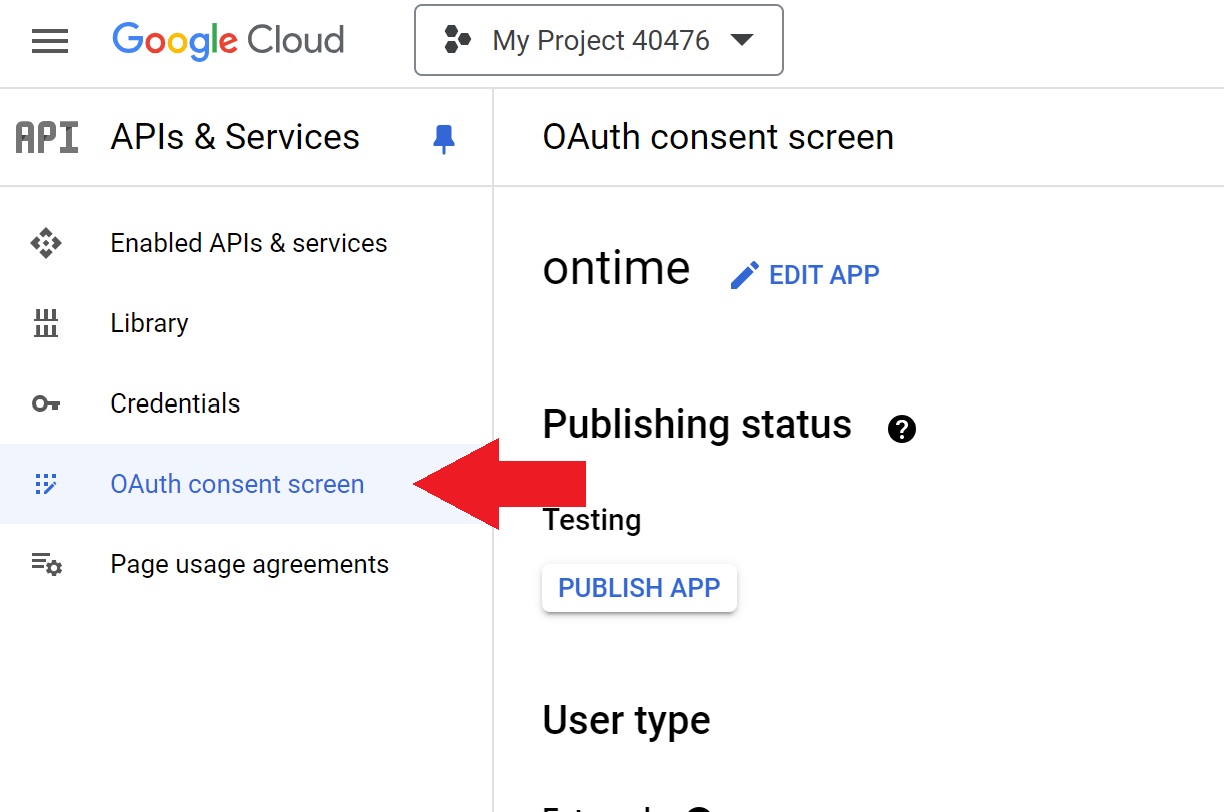 Google Cloud
My Project 40476
API
APIs & Services
OAuth consent screen
Enabled APIs & services
Library
Credentials
OAuth consent screen
Page usage agreements
ontime
EDIT APP
Publishing status
Testing
PUBLISH APP
User type